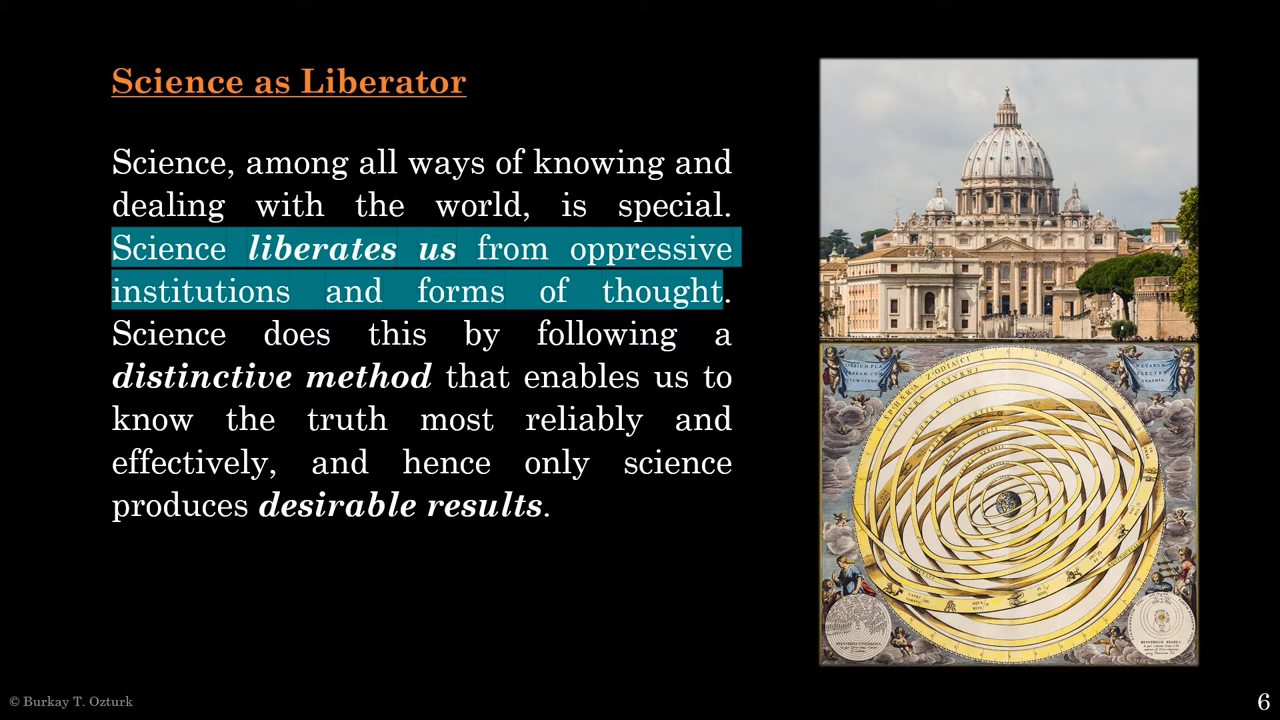 Science as Liberator
Science, among all ways of knowing and
dealing with the world, is special.
Science liberates us from oppressive
institutions and forms of thought.
Science does this by following a
distinctive method that enables us to
know the truth most reliably and
effectively, and hence only science
produces desirable results.
© Burkay T. Ozturk
6